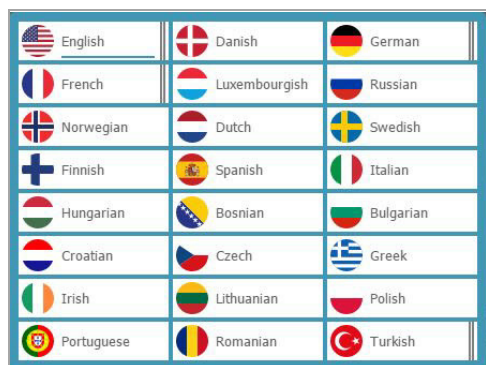 English
Danish
German
French
Luxembourgish
Russian
Norwegian
Dutch
Swedish
Finnish
Spanish
Italian
Hungarian
Bosnian
Bulgarian
Croatian
Czech
Greek
Irish
Lithuanian
Polish
Portuguese
Romanian
Turkish